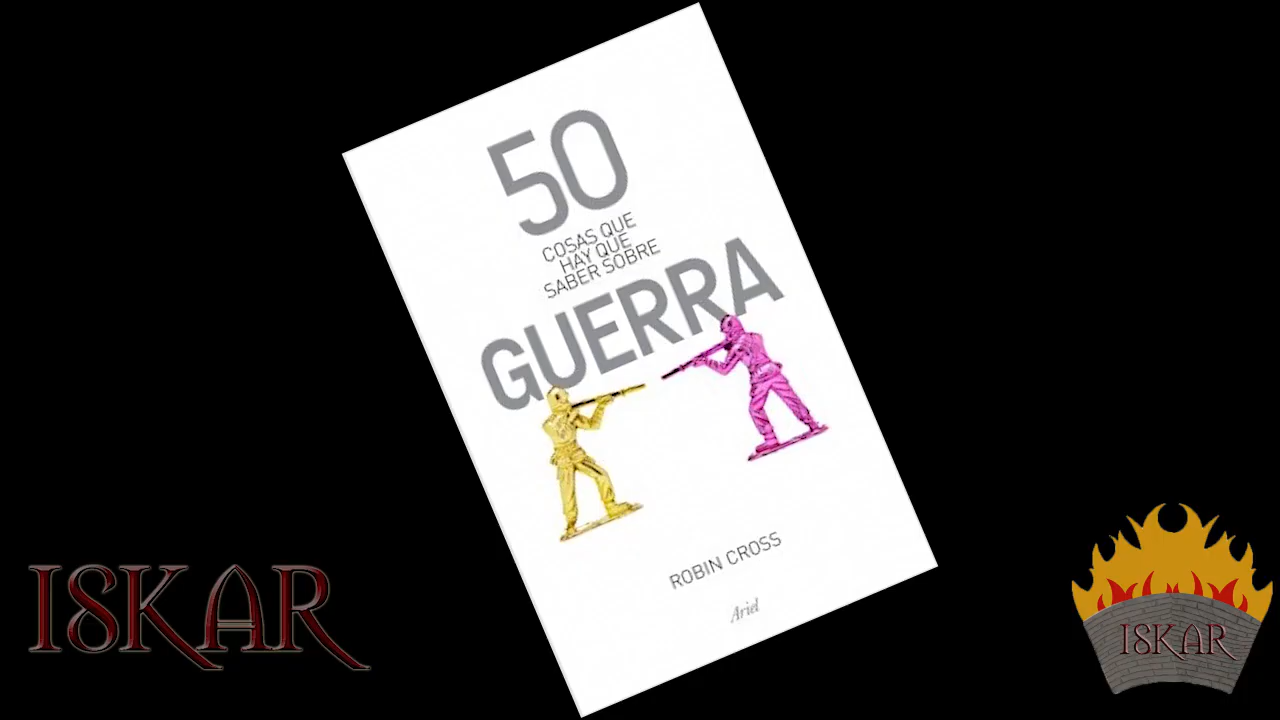 50
COSAS QUE
HAY QUE
SABER SOBRE
GUERRA
ROBIN CROSS
Ariel
ISKAR
ISKAR